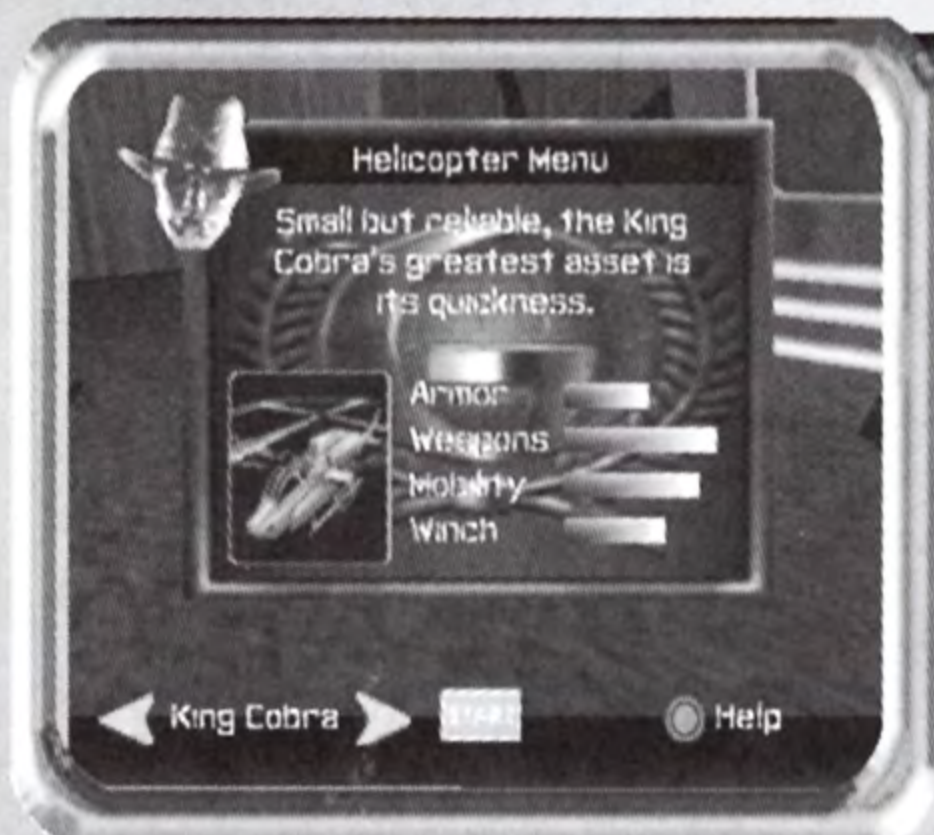 Helicopter Menu
Small but reliable, the King
Cobra's greatest asset is
its quickness.
Armor
Weapons
Mobility
Winch
King Cobra
START
Help